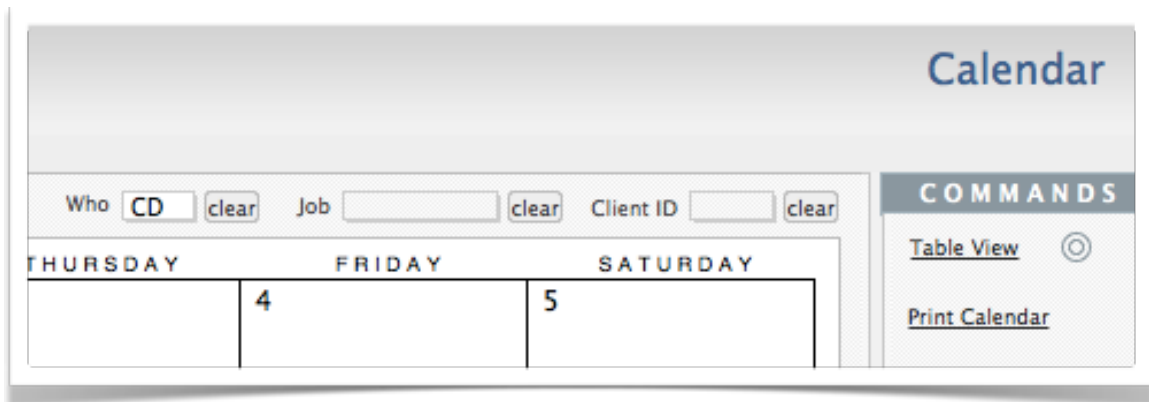 Calendar
Who CD clear Job clear Client ID clear
COMMANDS
THURSDAY FRIDAY SATURDAY
Table View
4 5
Print Calendar